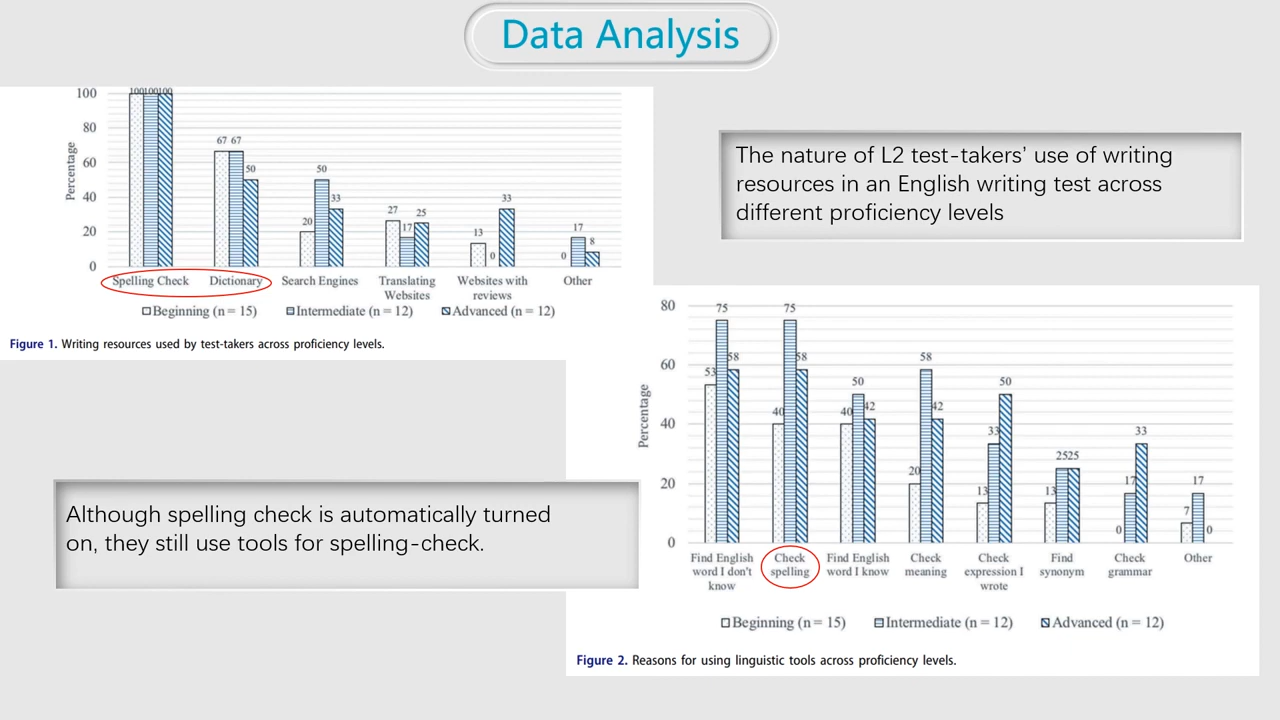 Data Analysis
100
80
60
40
20
0
Percentage
100 100 100
67 67 50
20 50 33
27 17 25
13 0 33
0 17 8
Spelling Check
Dictionary
Search Engines
Translating
Websites
Websites with
reviews
Other
Beginning (n = 15) Intermediate (n = 12) Advanced (n = 12)
Figure 1. Writing resources used by test-takers across proficiency levels.
The nature of L2 test-takers’ use of writing
resources in an English writing test across
different proficiency levels
Although spelling check is automatically turned
on, they still use tools for spelling-check.
80
60
40
20
0
Percentage
53 75 58
40 75 58
40 50 42
20 58 42
13 33 50
13 25 25
0 17 33
7 17 0
Find English
word I don't
know
Check
spelling
Find English
word I know
Check
meaning
Check
expression I
wrote
Find
synonym
Check
grammar
Other
Beginning (n = 15) Intermediate (n = 12) Advanced (n = 12)
Figure 2. Reasons for using linguistic tools across proficiency levels.